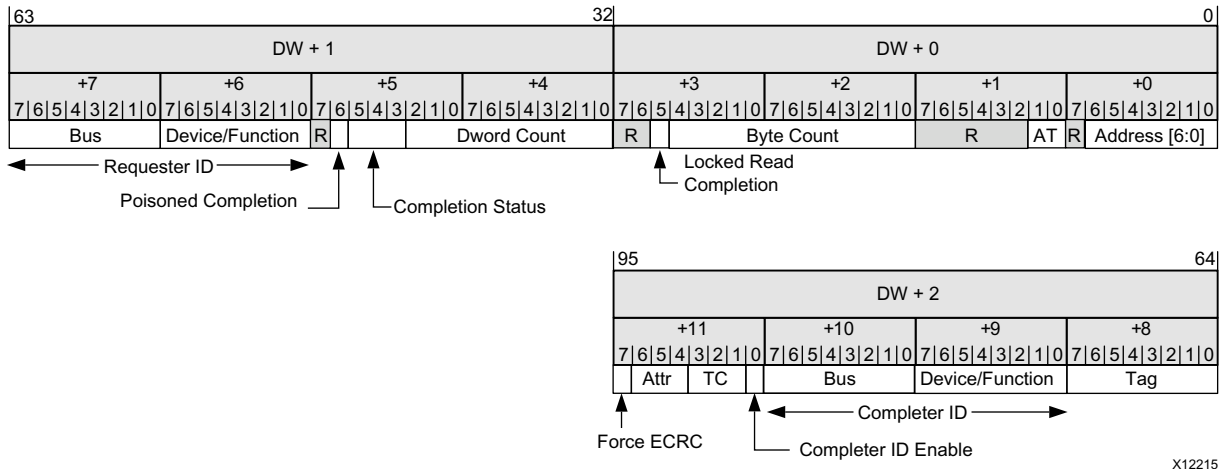 63 32 0
DW + 1 DW + 0
+7 +6 +5 +4 +3 +2 +1 +0
7 6 5 4 3 2 1 0 7 6 5 4 3 2 1 0 7 6 5 4 3 2 1 0 7 6 5 4 3 2 1 0 7 6 5 4 3 2 1 0 7 6 5 4 3 2 1 0 7 6 5 4 3 2 1 0 7 6 5 4 3 2 1 0
Bus Device/Function R Dword Count R Byte Count R AT R Address [6:0]
Requester ID
Locked Read
Completion
Poisoned Completion
Completion Status
95 64
DW + 2
+11 +10 +9 +8
7 6 5 4 3 2 1 0 7 6 5 4 3 2 1 0 7 6 5 4 3 2 1 0 7 6 5 4 3 2 1 0
Attr TC Bus Device/Function Tag
Completer ID
Force ECRC
Completer ID Enable
X12215